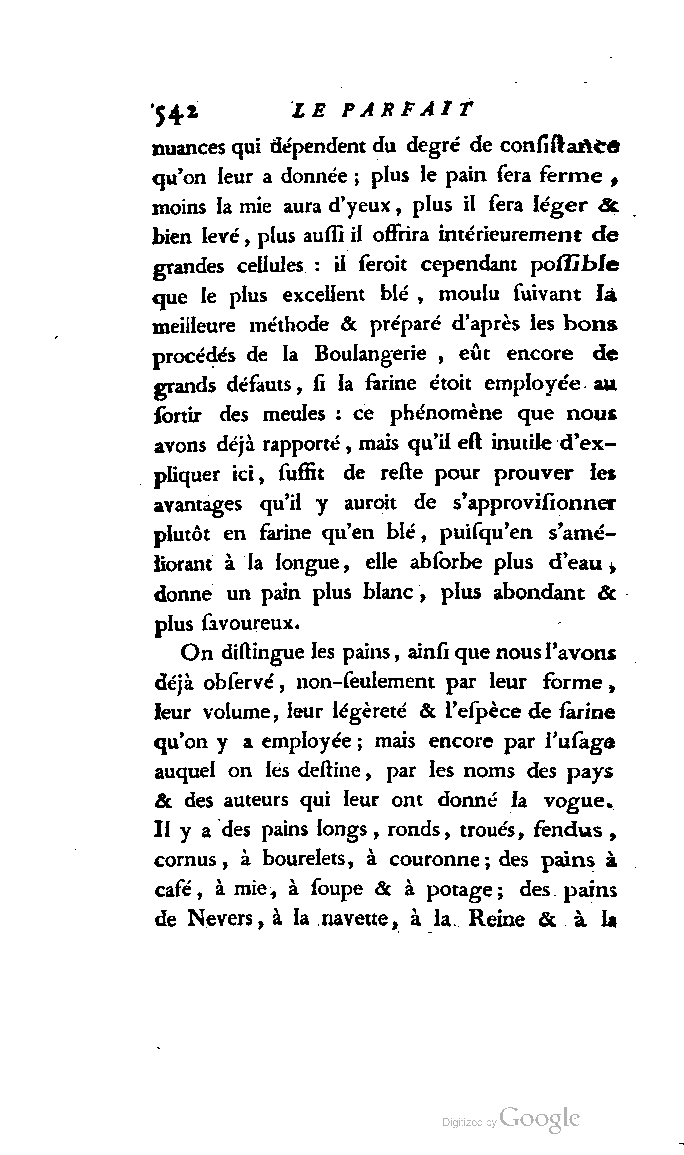 542 LE PARFAIT
nuances qui dépendent du degré de conſiſtance
qu'on leur a donnée ; plus le pain ſera ferme ,
moins la mie aura d'yeux, plus il ſera léger &
bien levé, plus auſſi il offrira intérieurement de
grandes cellules : il ſeroit cependant poſſible
que le plus excellent blé , moulu ſuivant la
meilleure méthode & préparé d'après les bons
procédés de la Boulangerie , eût encore de
grands défauts, ſi la farine étoit employée au
ſortir des meules : ce phénomène que nous
avons déjà rapporté, mais qu'il eſt inutile d'ex-
pliquer ici, ſuffit de reſte pour prouver les
avantages qu'il y auroit de s'approviſionner
plutôt en farine qu'en blé, puiſqu'en s'amé-
liorant à la longue, elle abſorbe plus d'eau,
donne un pain plus blanc, plus abondant &
plus ſavoureux.
On diſtingue les pains, ainſi que nous l'avons
déjà obſervé, non-ſeulement par leur forme,
leur volume, leur légèreté & l'eſpèce de farine
qu'on y a employée ; mais encore par l'uſage
auquel on les deſtine, par les noms des pays
& des auteurs qui leur ont donné la vogue.
Il y a des pains longs, ronds, troués, fendus,
cornus, à bourelets, à couronne ; des pains à
café, à mie, à ſoupe & à potage ; des pains
de Nevers, à la navette, à la Reine & à la
Digitized by Google